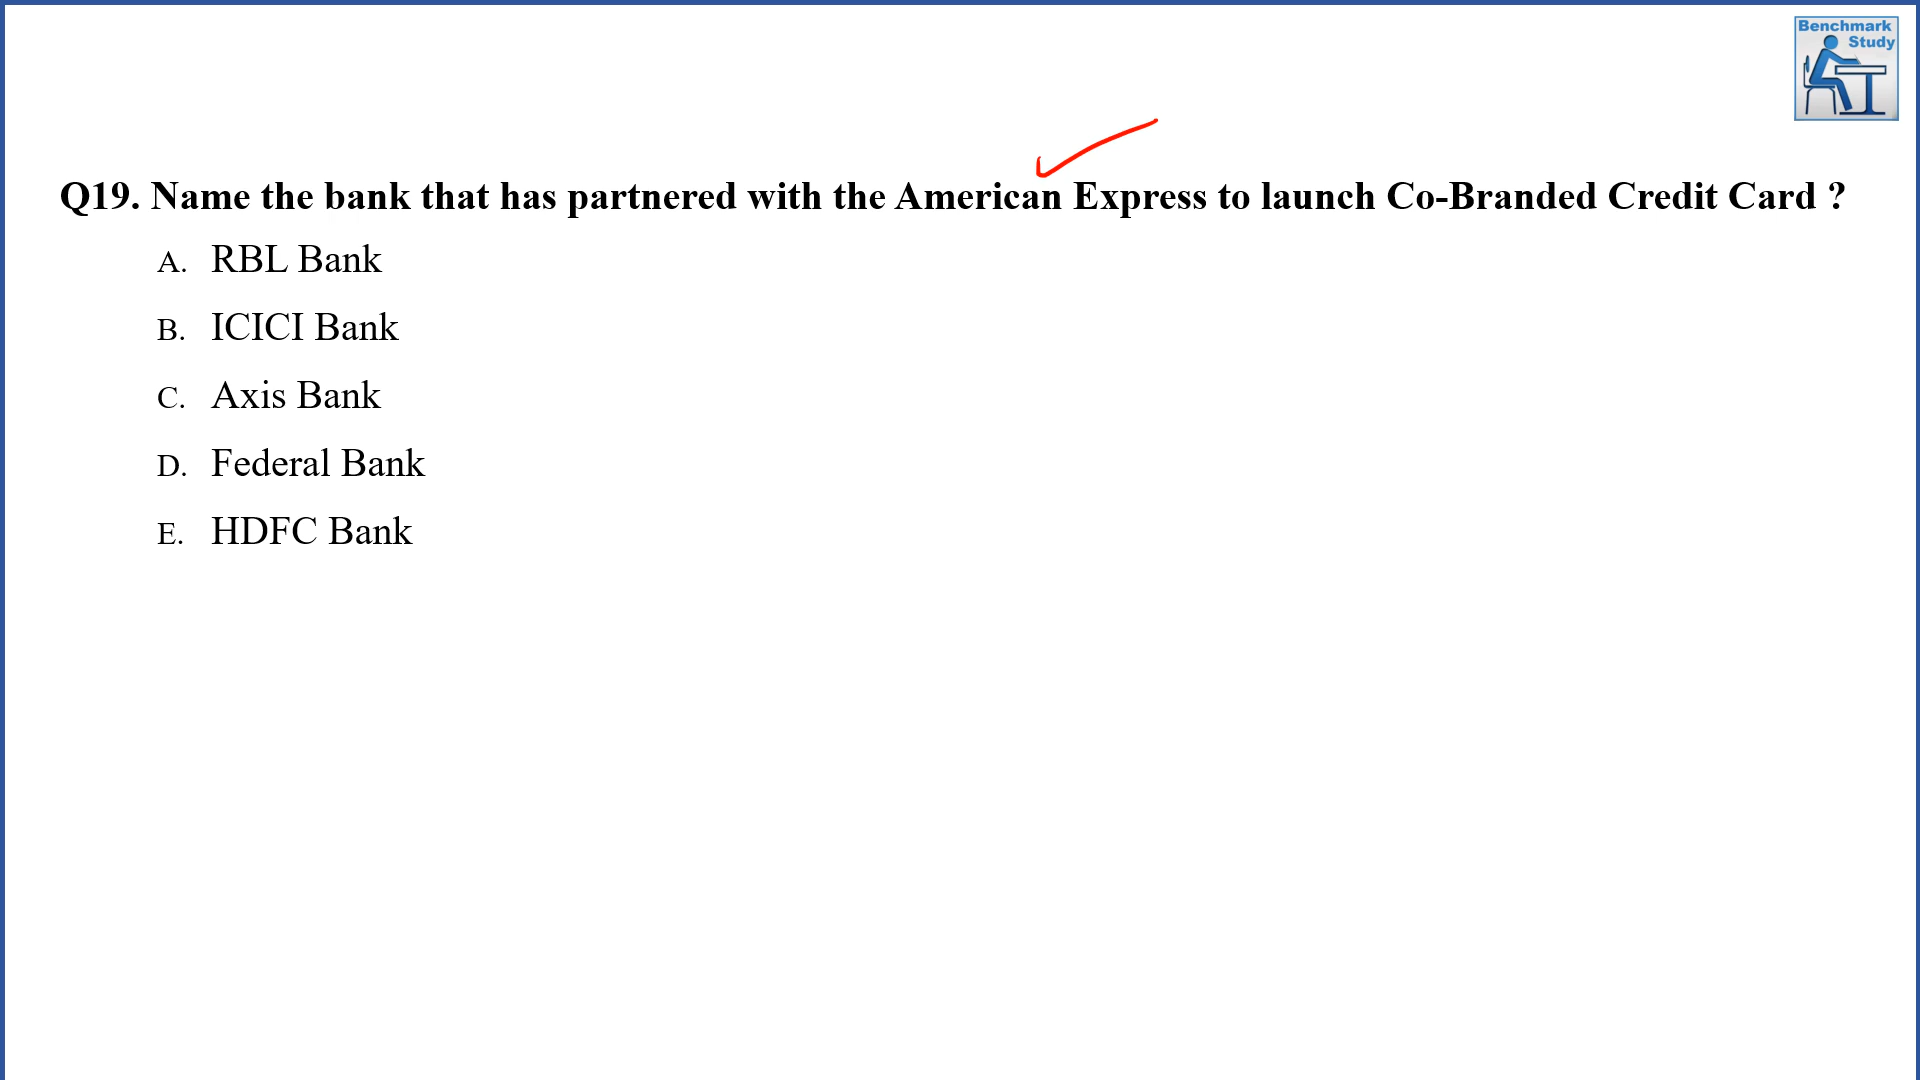 Benchmark
Study
Q19. Name the bank that has partnered with the American Express to launch Co-Branded Credit Card ?
A. RBL Bank
B. ICICI Bank
C. Axis Bank
D. Federal Bank
E. HDFC Bank